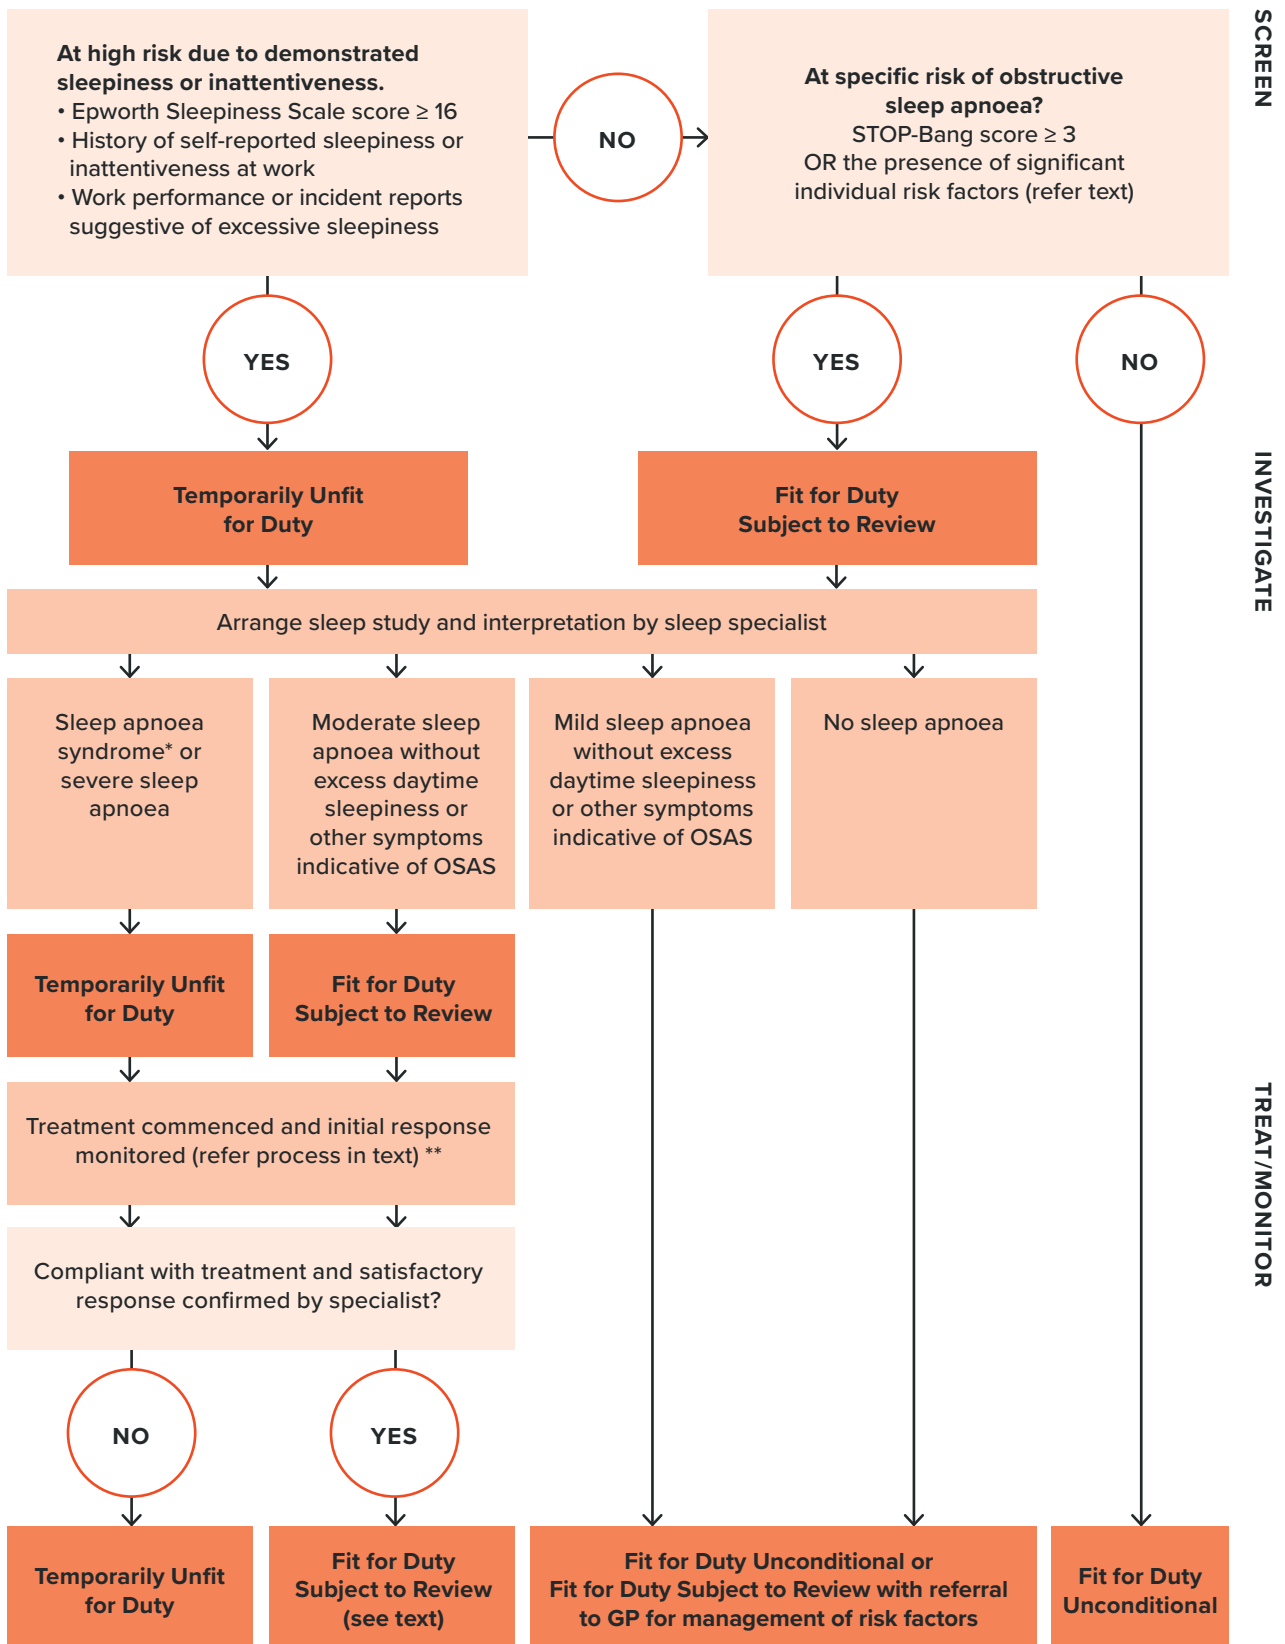 At high risk due to demonstrated
sleepiness or inattentiveness.
• Epworth Sleepiness Scale score ≥ 16
• History of self-reported sleepiness or
inattentiveness at work
• Work performance or incident reports
suggestive of excessive sleepiness
NO
At specific risk of obstructive
sleep apnoea?
STOP-Bang score ≥ 3
OR the presence of significant
individual risk factors (refer text)
SCREEN
YES
YES
NO
Temporarily Unfit
for Duty
Fit for Duty
Subject to Review
INVESTIGATE
Arrange sleep study and interpretation by sleep specialist
Sleep apnoea
syndrome* or
severe sleep
apnoea
Moderate sleep
apnoea without
excess daytime
sleepiness or
other symptoms
indicative of OSAS
Mild sleep apnoea
without excess
daytime sleepiness
or other symptoms
indicative of OSAS
No sleep apnoea
Temporarily Unfit
for Duty
Fit for Duty
Subject to Review
Treatment commenced and initial response
monitored (refer process in text) **
TREAT/MONITOR
Compliant with treatment and satisfactory
response confirmed by specialist?
NO
YES
Temporarily Unfit
for Duty
Fit for Duty
Subject to Review
(see text)
Fit for Duty Unconditional or
Fit for Duty Subject to Review with referral
to GP for management of risk factors
Fit for Duty
Unconditional